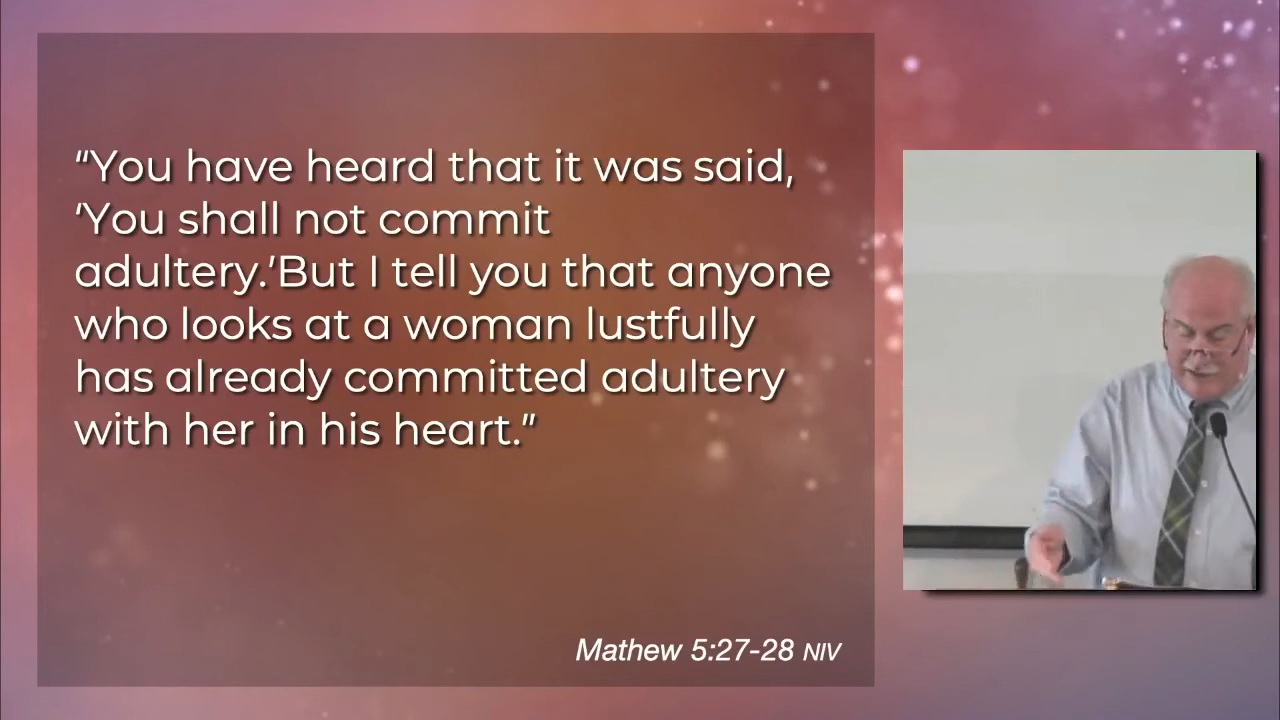 “You have heard that it was said,
‘You shall not commit
adultery.’But I tell you that anyone
who looks at a woman lustfully
has already committed adultery
with her in his heart.”
Mathew 5:27-28 NIV